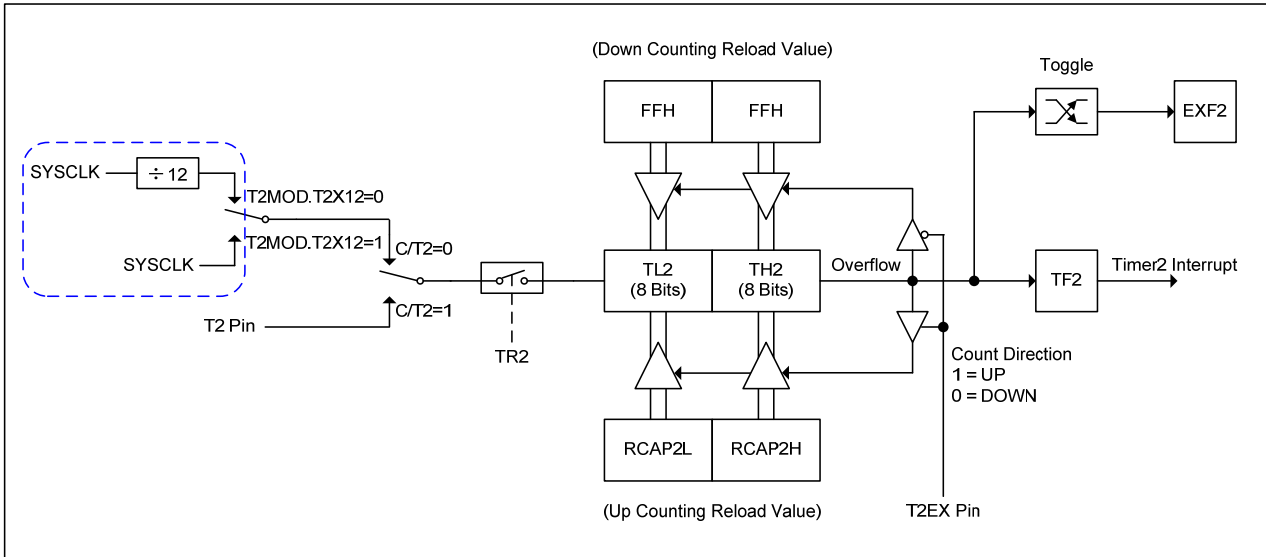 (Down Counting Reload Value)
Toggle
FFH
FFH
EXF2
SYSCLK
÷ 12
T2MOD.T2X12=0
T2MOD.T2X12=1
SYSCLK
C/T2=0
C/T2=1
T2 Pin
TR2
TL2
(8 Bits)
TH2
(8 Bits)
Overflow
TF2
Timer2 Interrupt
Count Direction
1 = UP
0 = DOWN
RCAP2L
RCAP2H
(Up Counting Reload Value)
T2EX Pin